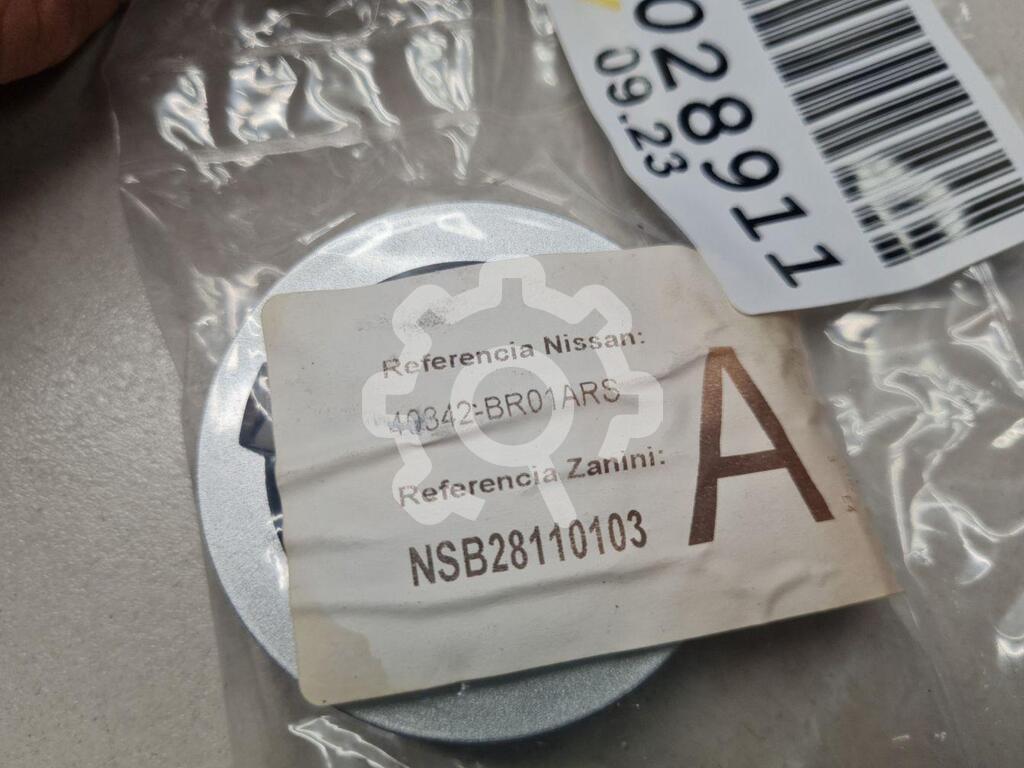 028911
09.23
Referencia Nissan:
40342-BR01ARS
Referencia Zanini:
NSB28110103
A